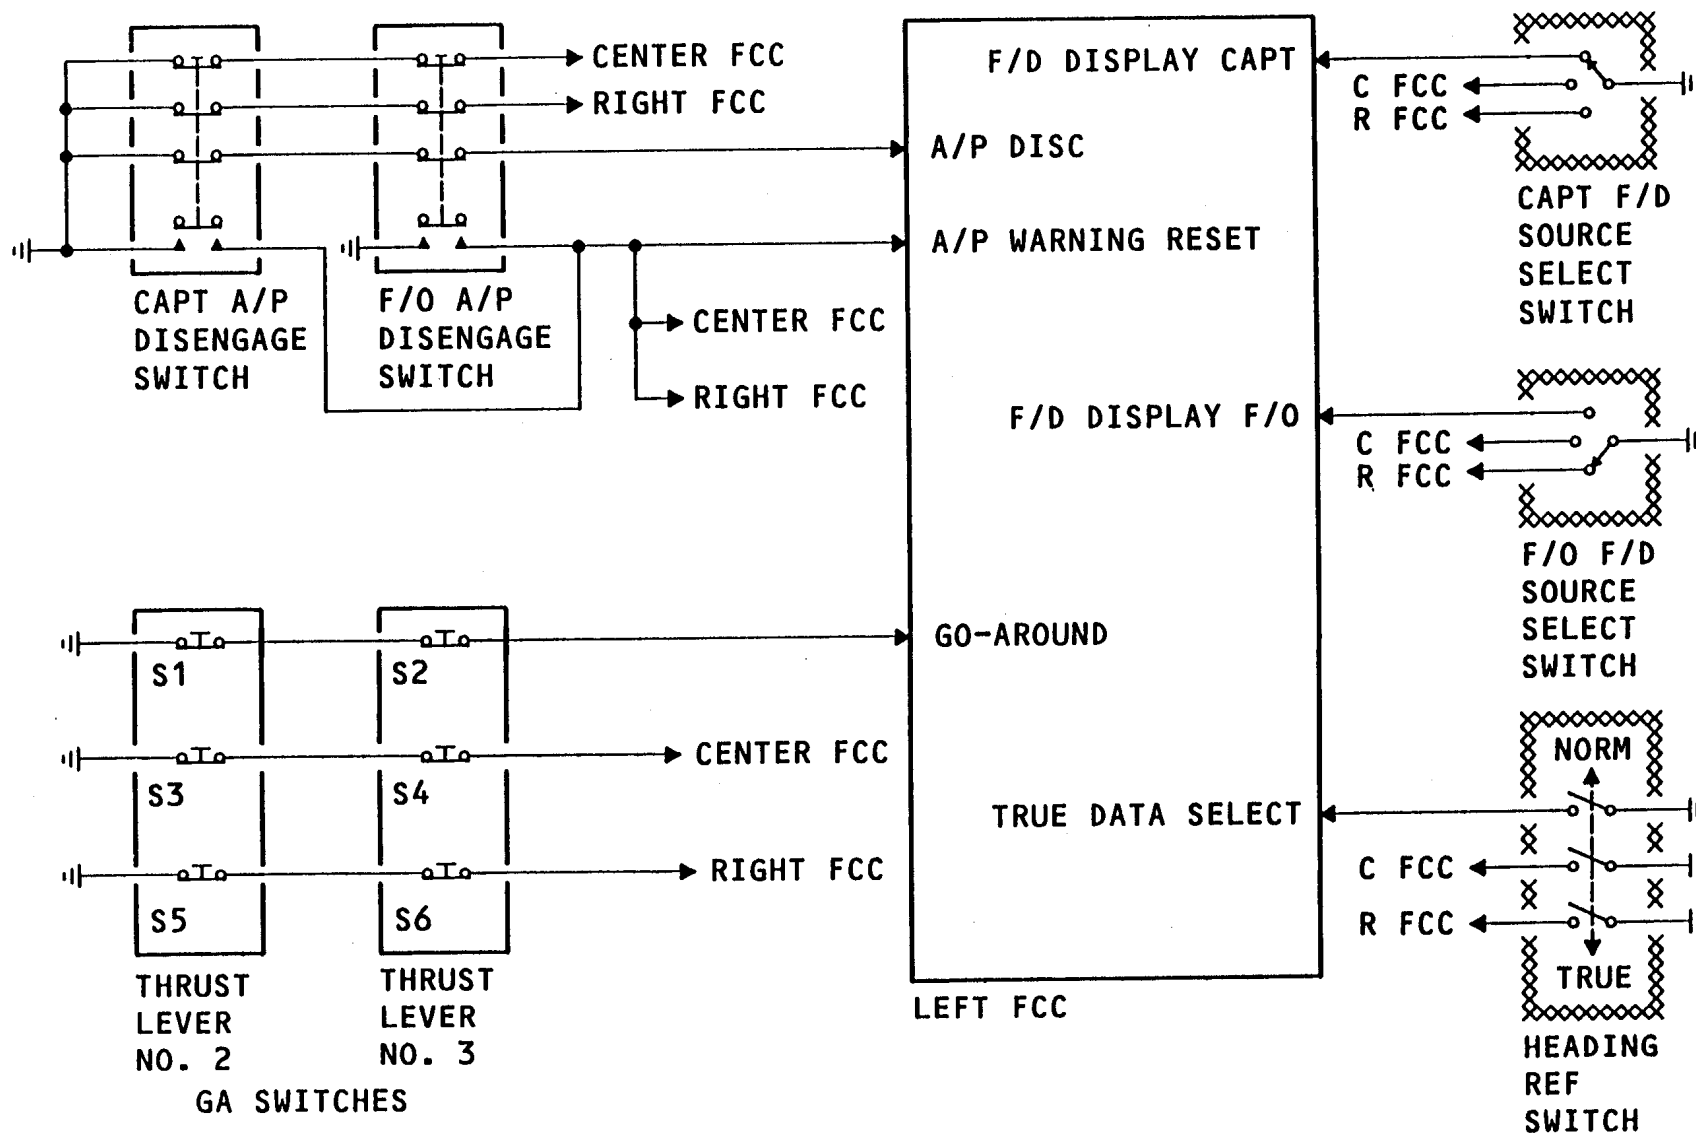 CENTER FCC
RIGHT FCC
CAPT A/P
DISENGAGE
SWITCH
F/O A/P
DISENGAGE
SWITCH
CENTER FCC
RIGHT FCC
F/D DISPLAY CAPT
A/P DISC
A/P WARNING RESET
F/D DISPLAY F/O
GO-AROUND
TRUE DATA SELECT
LEFT FCC
C FCC
R FCC
CAPT F/D
SOURCE
SELECT
SWITCH
C FCC
R FCC
F/O F/D
SOURCE
SELECT
SWITCH
S1
S2
S3
S4
CENTER FCC
S5
S6
RIGHT FCC
THRUST
LEVER
NO. 2
THRUST
LEVER
NO. 3
GA SWITCHES
NORM
C FCC
R FCC
TRUE
HEADING
REF
SWITCH